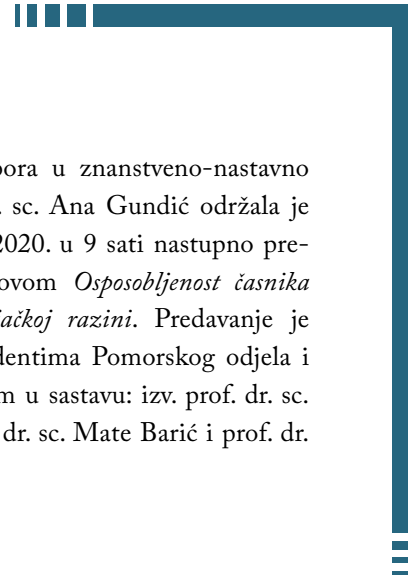 bora u znanstveno-nastavno
. sc. Ana Gundić održala je
2020. u 9 sati nastupno pre-
ovom Osposobljenost časnika
jačkoj razini. Predavanje je
dentima Pomorskog odjela i
m u sastavu: izv. prof. dr. sc.
dr. sc. Mate Barić i prof. dr.